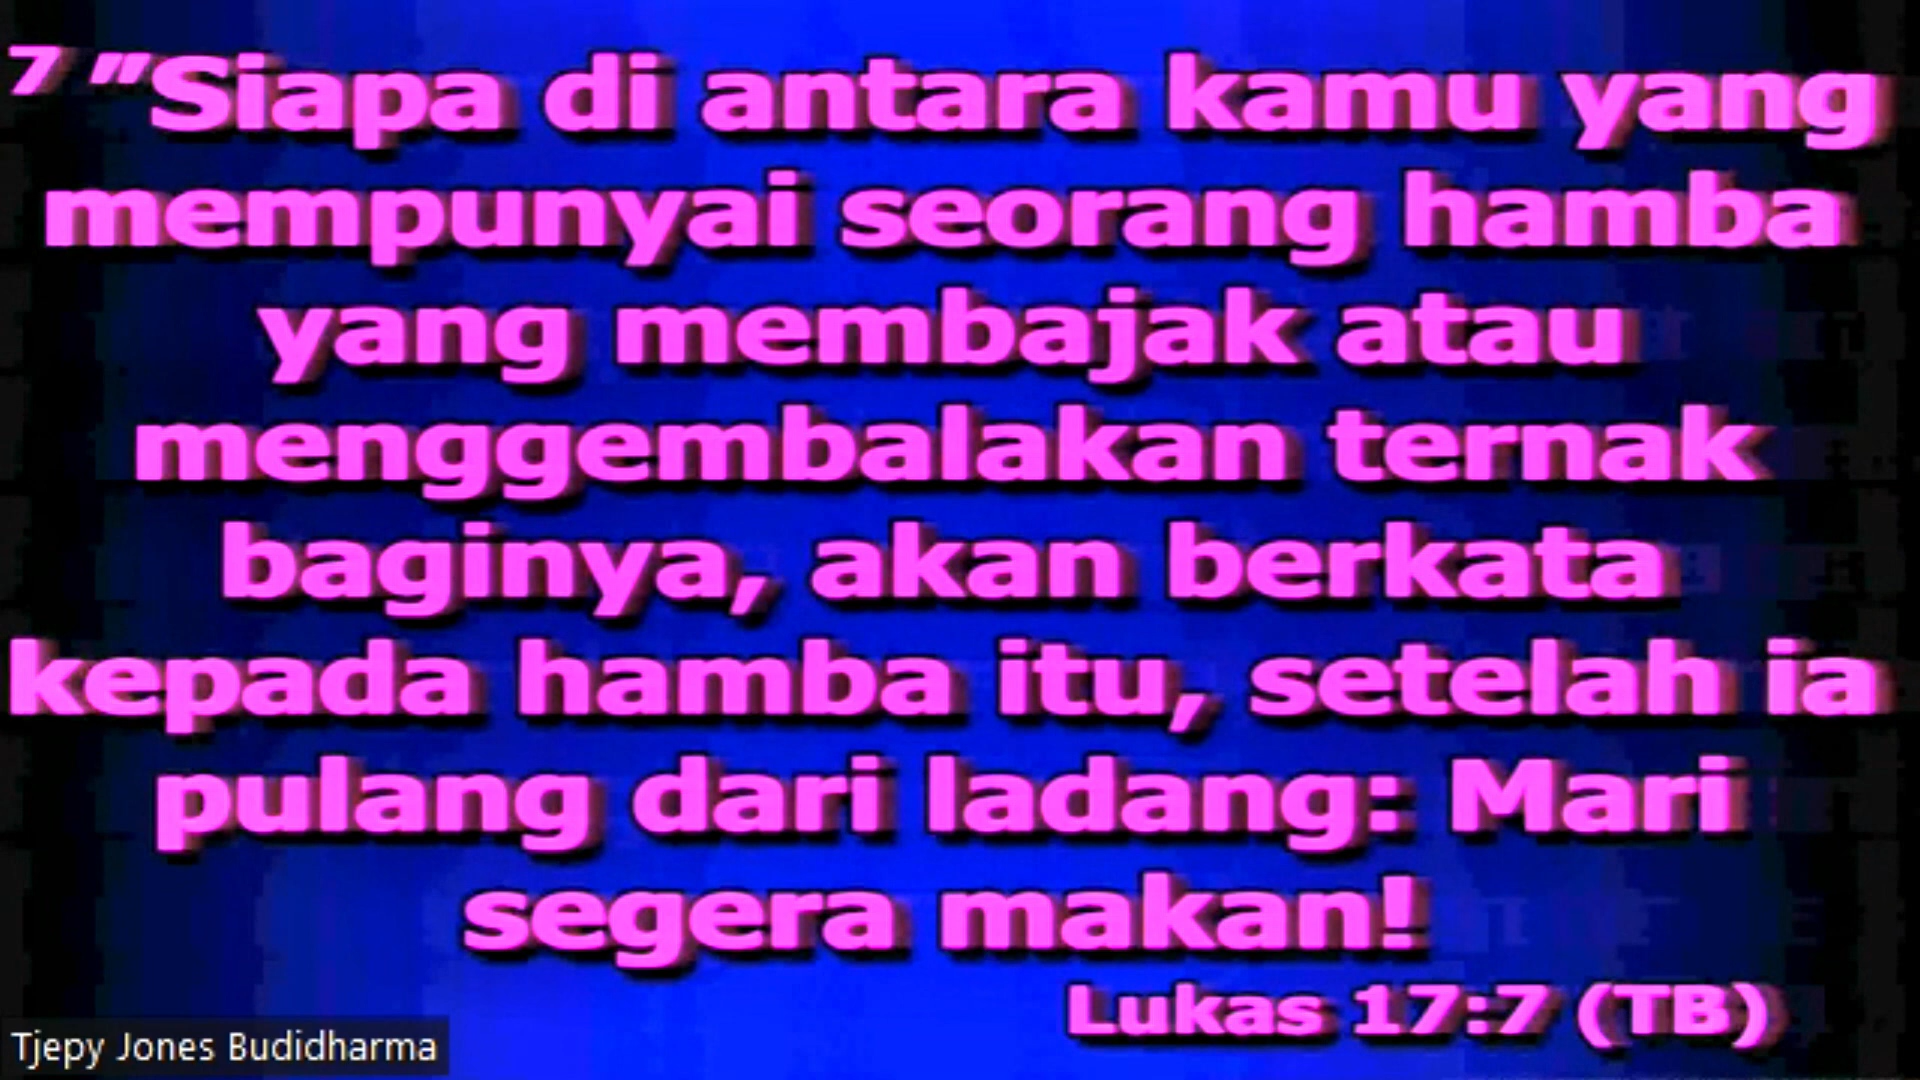 7 "Siapa di antara kamu yang
mempunyai seorang hamba
yang membajak atau
menggembalakan ternak
baginya, akan berkata
kepada hamba itu, setelah ia
pulang dari ladang: Mari
segera makan!
Lukas 17:7 (TB)
Tjepy Jones Budidharma